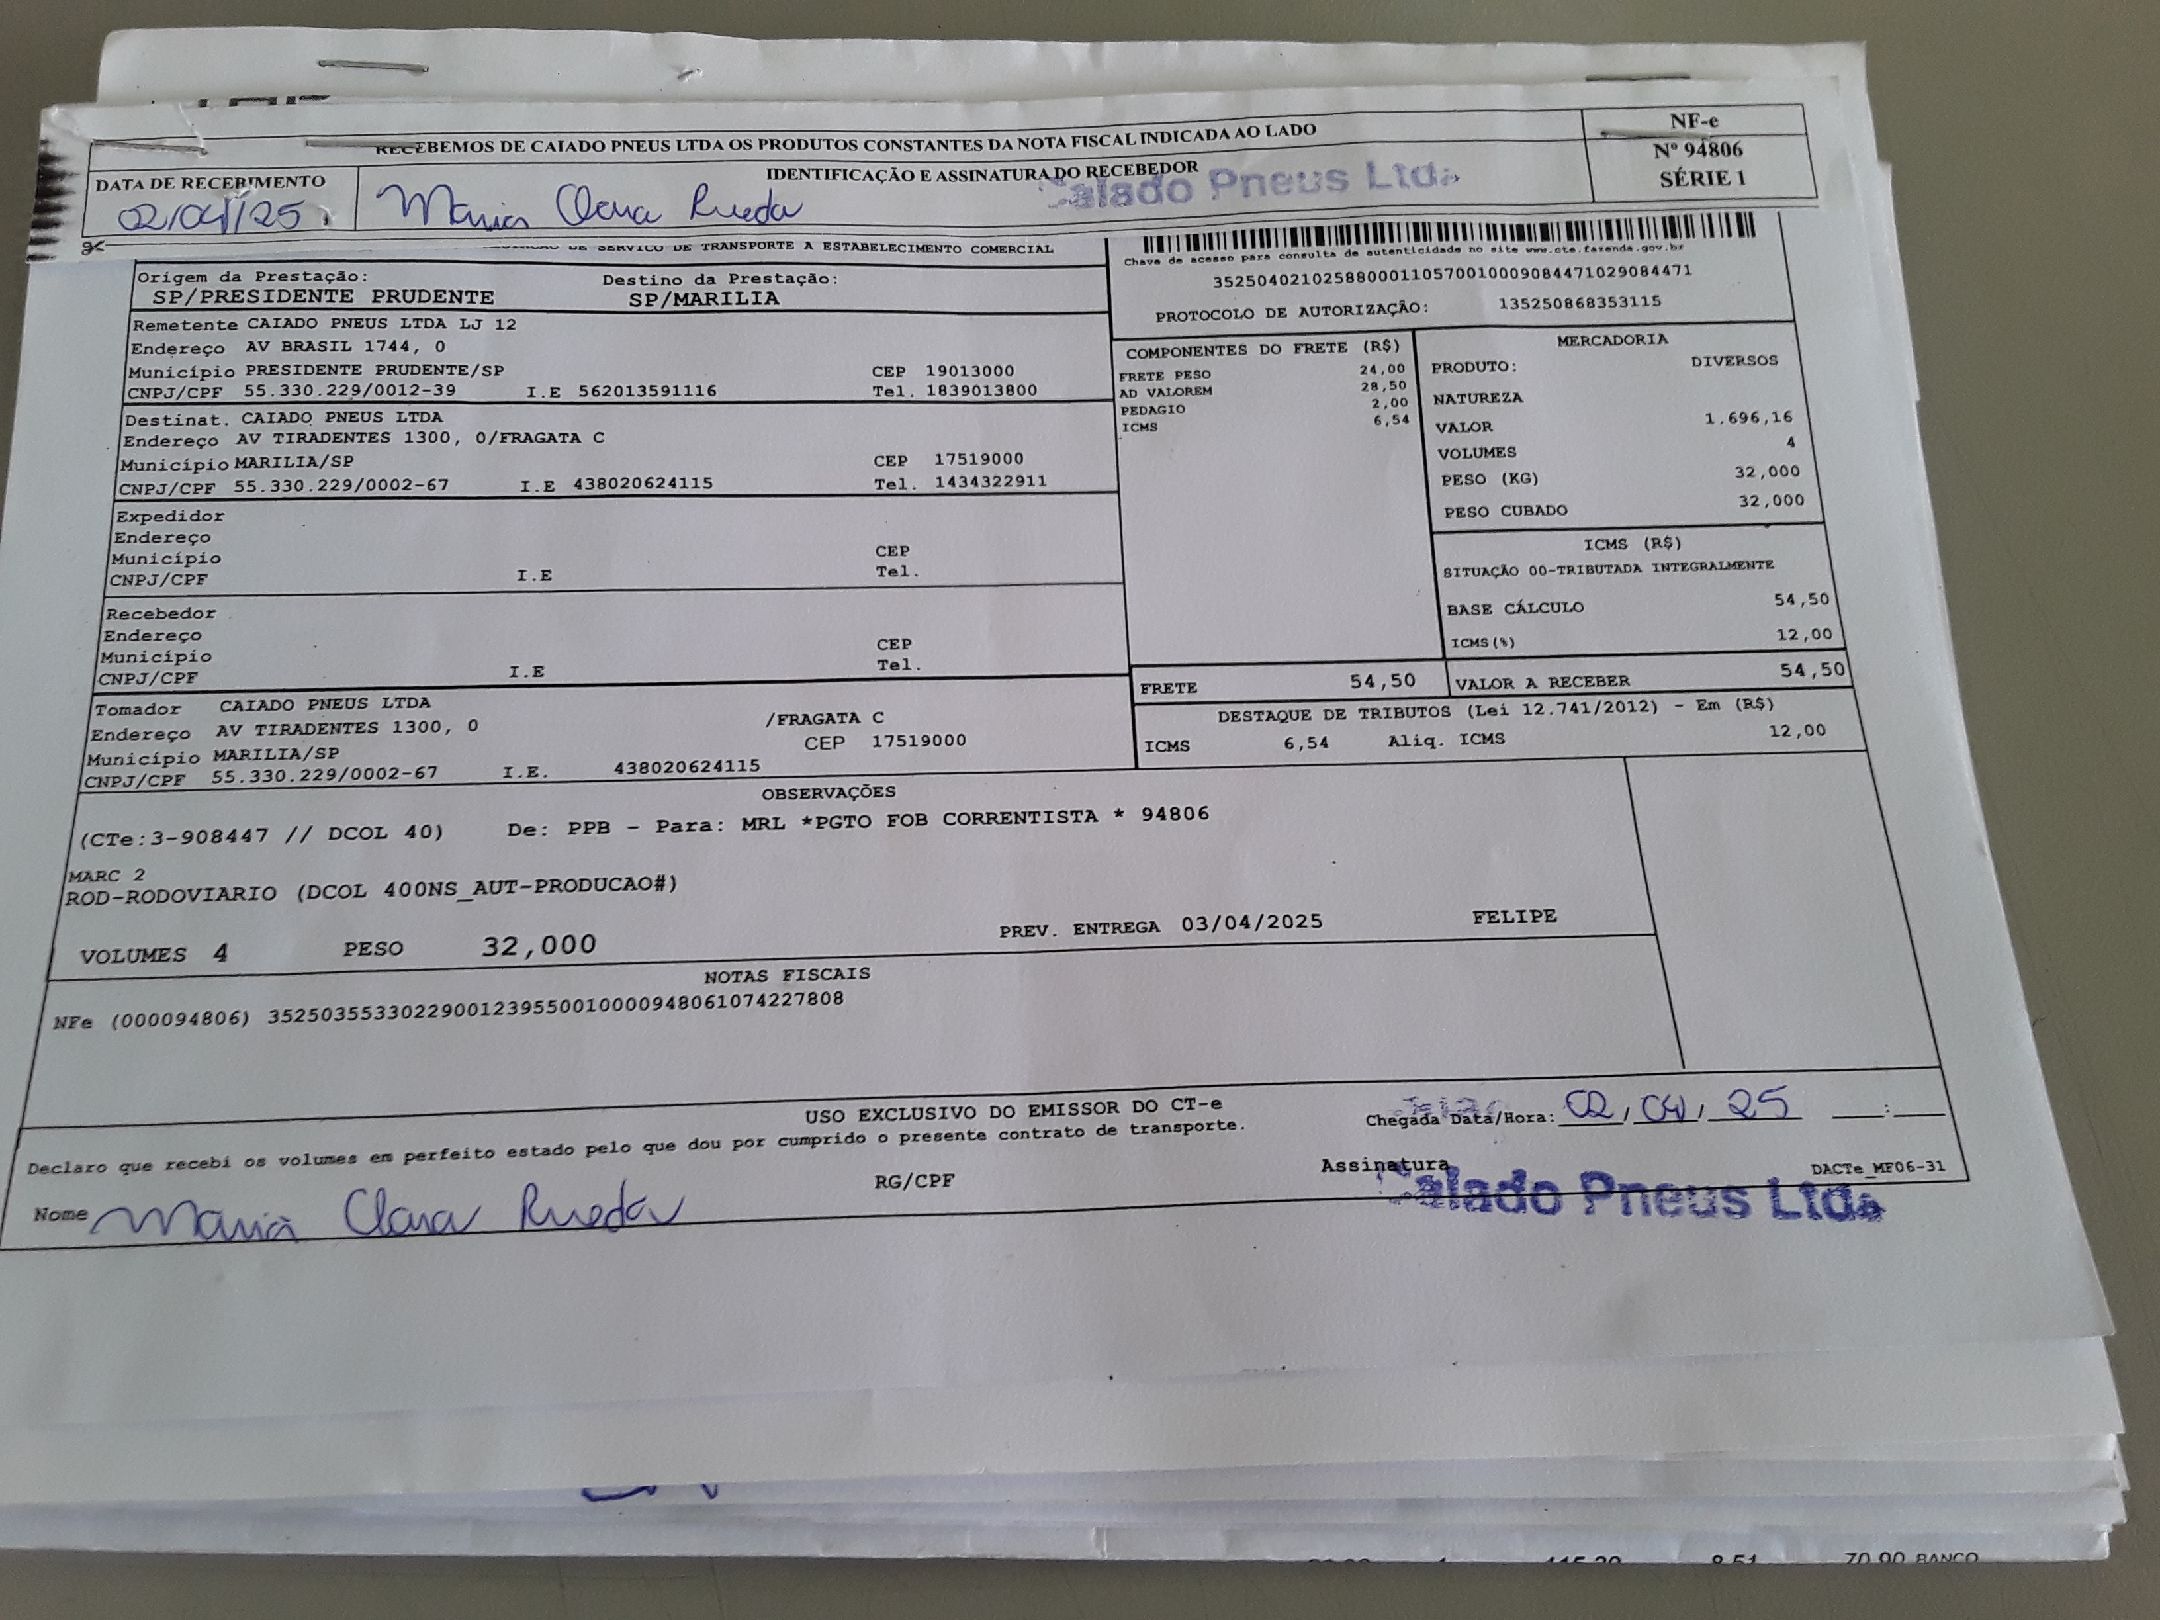 RECEBEMOS DE CAIADO PNEUS LTDA OS PRODUTOS CONSTANTES DA NOTA FISCAL INDICADA AO LADO
NF-e
Nº 94806
SÉRIE 1
DATA DE RECEBIMENTO
IDENTIFICAÇÃO E ASSINATURA DO RECEBEDOR
02/04/25
Maria Clara Rueda
Caiado Pneus Ltda
DE SERVICO DE TRANSPORTE A ESTABELECIMENTO COMERCIAL
Chave de acesso para consulta de autenticidade no site www.cte.fazenda.gov.br
35250402102588000110570010009084471029084471
PROTOCOLO DE AUTORIZAÇÃO: 135250868353115
Origem da Prestação: Destino da Prestação:
SP/PRESIDENTE PRUDENTE SP/MARILIA
Remetente CAIADO PNEUS LTDA LJ 12
Endereço AV BRASIL 1744, 0
Município PRESIDENTE PRUDENTE/SP CEP 19013000
CNPJ/CPF 55.330.229/0012-39 I.E 562013591116 Tel. 1839013800
Destinat. CAIADO PNEUS LTDA
Endereço AV TIRADENTES 1300, 0/FRAGATA C
Município MARILIA/SP CEP 17519000
CNPJ/CPF 55.330.229/0002-67 I.E 438020624115 Tel. 1434322911
Expedidor
Endereço
Município CEP
CNPJ/CPF I.E Tel.
Recebedor
Endereço
Município CEP
CNPJ/CPF I.E Tel.
Tomador CAIADO PNEUS LTDA
Endereço AV TIRADENTES 1300, 0 /FRAGATA C
Município MARILIA/SP CEP 17519000
CNPJ/CPF 55.330.229/0002-67 I.E. 438020624115
COMPONENTES DO FRETE (R$)
FRETE PESO 24,00
AD VALOREM 28,50
PEDAGIO 2,00
ICMS 6,54
MERCADORIA
PRODUTO: DIVERSOS
NATUREZA
VALOR 1.696,16
VOLUMES 4
PESO (KG) 32,000
PESO CUBADO 32,000
ICMS (R$)
SITUAÇÃO 00-TRIBUTADA INTEGRALMENTE
BASE CÁLCULO 54,50
ICMS(%) 12,00
FRETE 54,50 VALOR A RECEBER 54,50
DESTAQUE DE TRIBUTOS (Lei 12.741/2012) - Em (R$)
ICMS 6,54 Aliq. ICMS 12,00
OBSERVAÇÕES
(CTe:3-908447 // DCOL 40) De: PPB - Para: MRL *PGTO FOB CORRENTISTA * 94806
MARC 2
ROD-RODOVIARIO (DCOL 400NS_AUT-PRODUCAO#)
VOLUMES 4 PESO 32,000 PREV. ENTREGA 03/04/2025 FELIPE
NOTAS FISCAIS
NFe (000094806) 35250355330229001239550010000948061074227808
USO EXCLUSIVO DO EMISSOR DO CT-e
Declaro que recebi os volumes em perfeito estado pelo que dou por cumprido o presente contrato de transporte.
Chegada Data/Hora: 02/04/25 __:__
Nome Maria Clara Rueda RG/CPF Assinatura DACTe_MF06-31
Caiado Pneus Ltda
8,51 70,90 BANCO